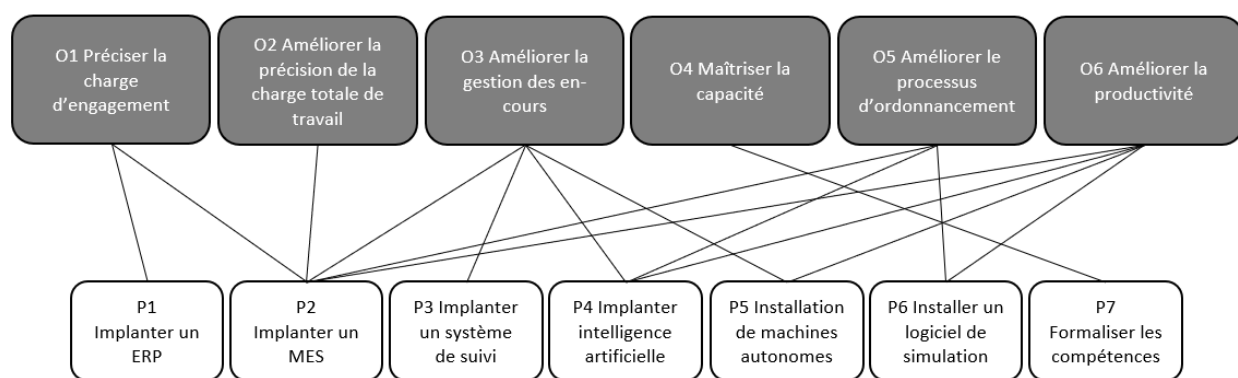 O1 Préciser la
charge
d'engagement
O2 Améliorer la
précision de la
charge totale de
travail
O3 Améliorer la
gestion des en-
cours
O4 Maîtriser la
capacité
O5 Améliorer le
processus
d'ordonnancement
O6 Améliorer la
productivité
P1
Implanter un
ERP
P2
Implanter un
MES
P3 Implanter
un système
de suivi
P4 Implanter
intelligence
artificielle
P5 Installation
de machines
autonomes
P6 Installer un
logiciel de
simulation
P7
Formaliser les
compétences